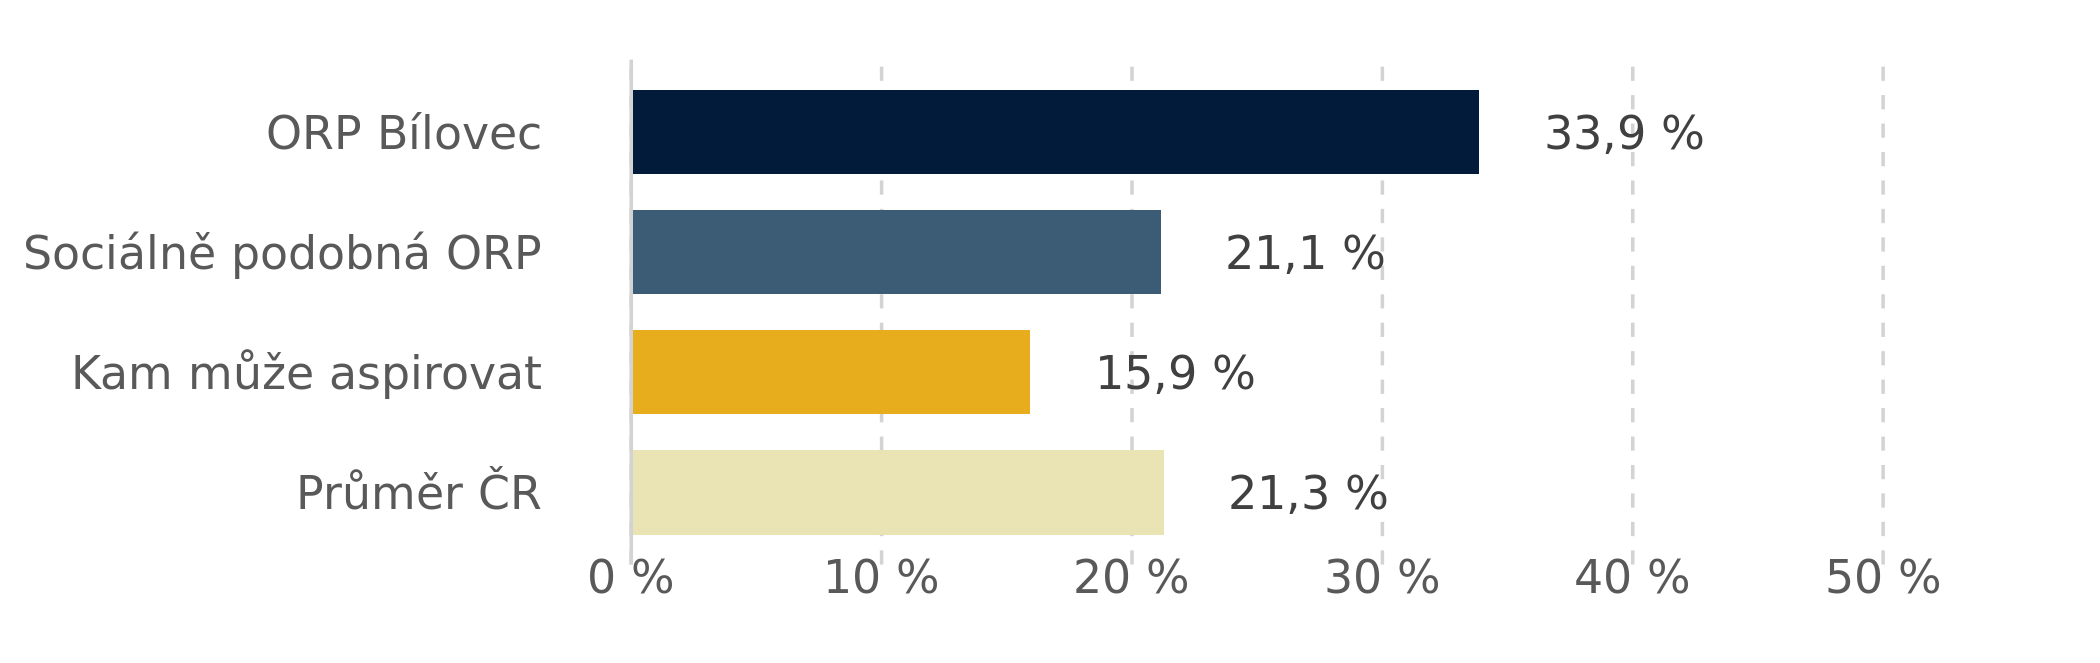 ORP Bílovec 33,9 %
Sociálně podobná ORP 21,1 %
Kam může aspirovat 15,9 %
Průměr ČR 21,3 %
0 % 10 % 20 % 30 % 40 % 50 %